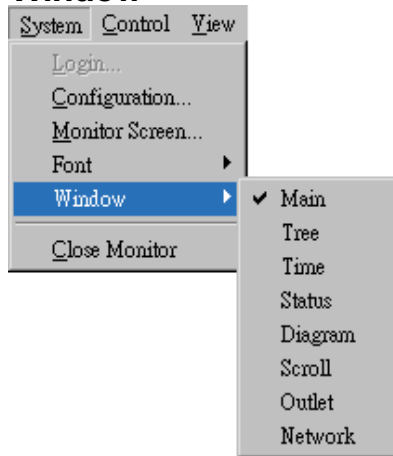 Window
System Control View
Login...
Configuration...
Monitor Screen...
Font
Window
Close Monitor
Main
Tree
Time
Status
Diagram
Scroll
Outlet
Network